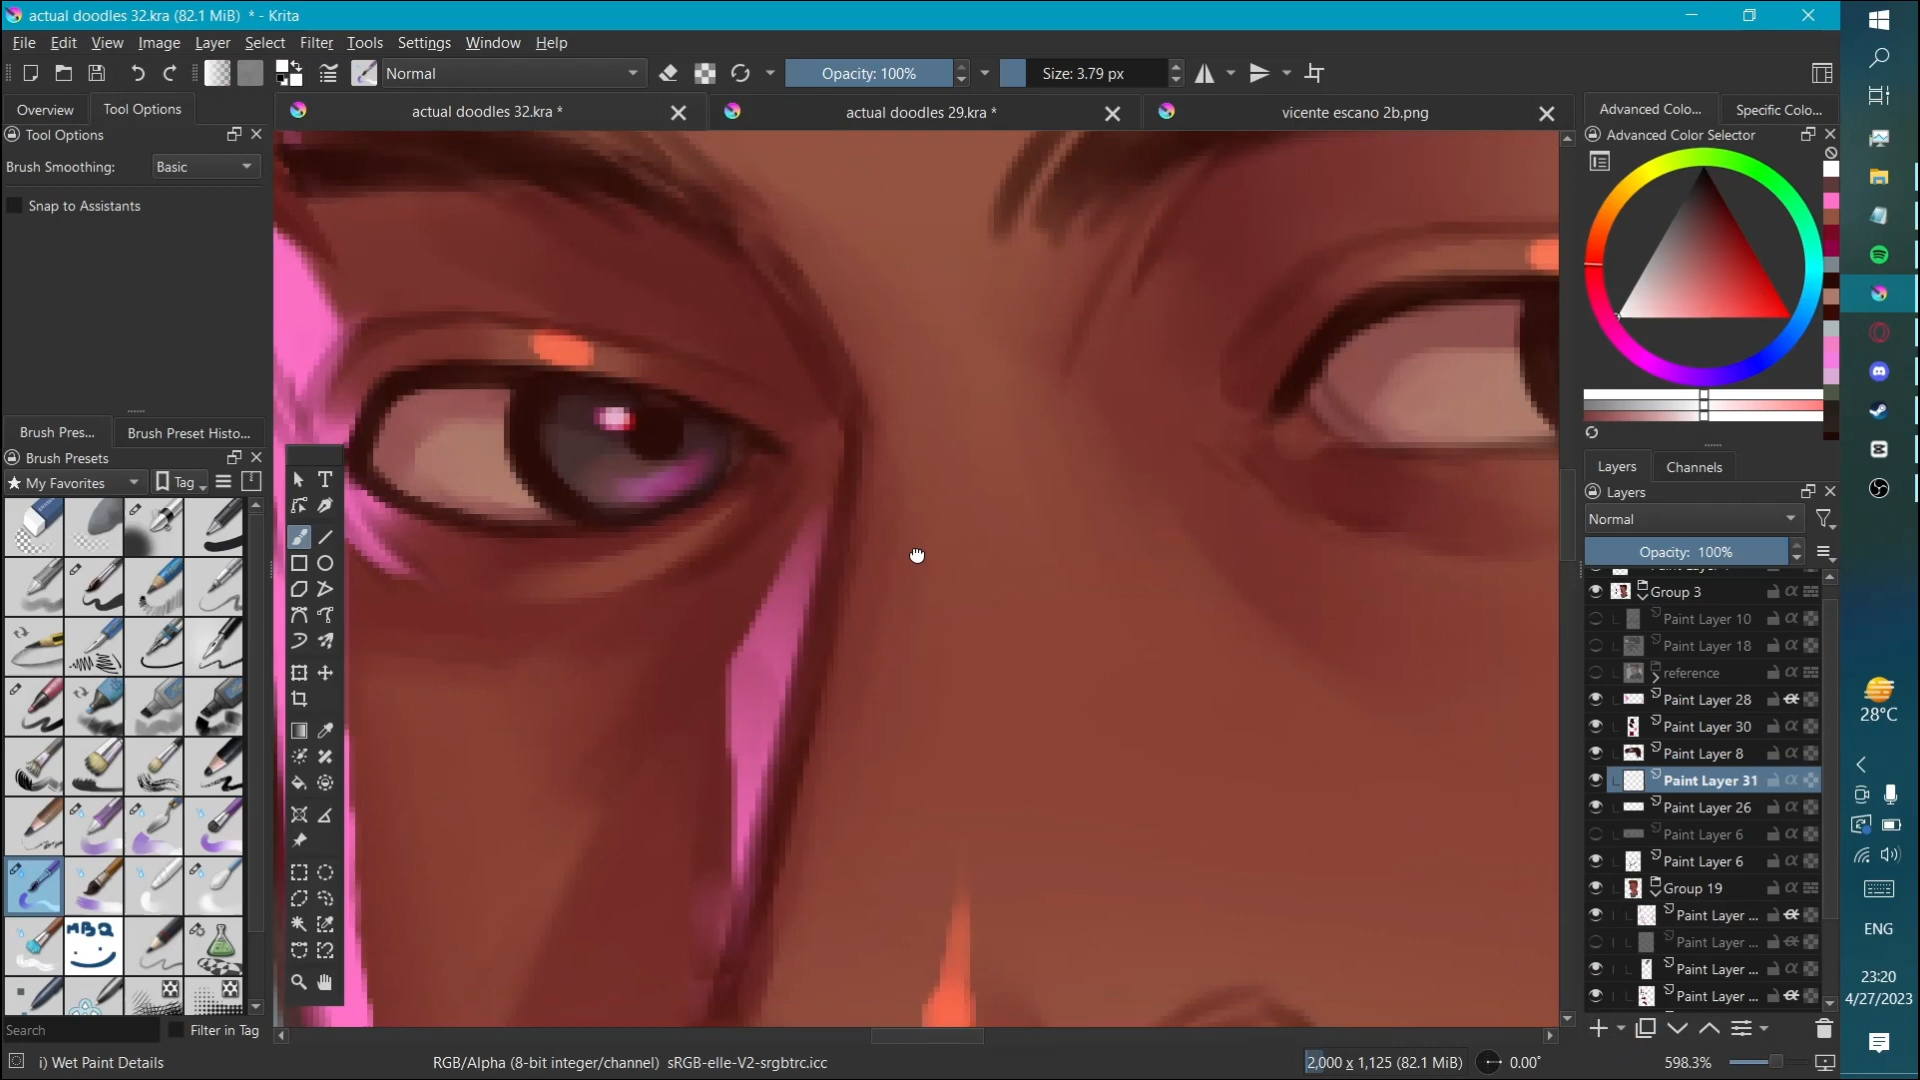 actual doodles 32.kra (82.1 MiB) * - Krita
File Edit View Image Layer Select Filter Tools Settings Window Help
Normal Opacity: 100% Size: 3.79 px
Overview Tool Options
actual doodles 32.kra * actual doodles 29.kra * vicente escano 2b.png
Advanced Colo... Specific Colo...
Tool Options
Advanced Color Selector
Brush Smoothing: Basic
Snap to Assistants
Brush Pres... Brush Preset Histo...
Brush Presets
My Favorites Tag
MBQ
Search Filter in Tag
Layers Channels
Layers
Normal
Opacity: 100%
Group 3
Paint Layer 10
Paint Layer 18
reference
Paint Layer 28
Paint Layer 30
Paint Layer 8
Paint Layer 31
Paint Layer 26
Paint Layer 6
Paint Layer 6
Group 19
Paint Layer ...
Paint Layer ...
Paint Layer ...
Paint Layer ...
i) Wet Paint Details
RGB/Alpha (8-bit integer/channel) sRGB-elle-V2-srgbtrc.icc
2,000 x 1,125 (82.1 MiB) 0.00° 598.3%
28°C
ENG
23:20
4/27/2023